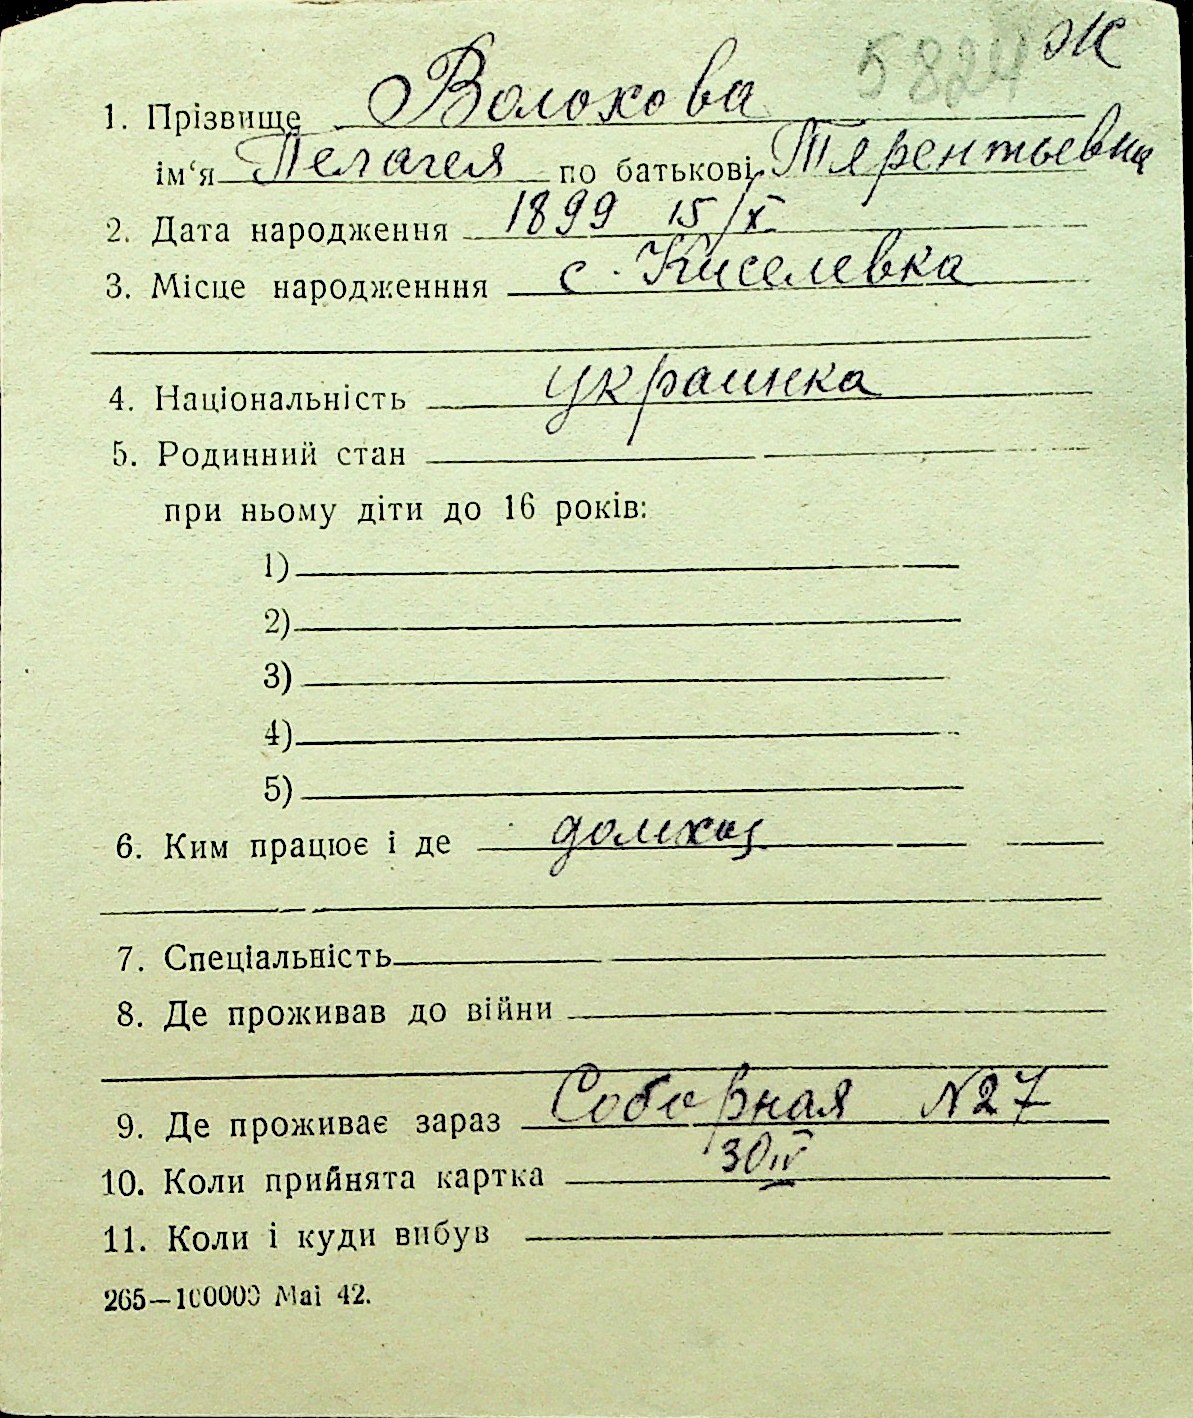 5824 Ж
1. Прізвище Волохова
ім‘я Пелагея по батькові Терентьевна
2. Дата народження 1899 15/X
3. Місце народженння с. Киселевка
4. Національність украинка
5. Родинний стан
при ньому діти до 16 років:
1)
2)
3)
4)
5)
6. Ким працює і де домхоз
7. Спеціальність
8. Де проживав до війни
9. Де проживає зараз Соборная N27
10. Коли прийнята картка 30 IV
11. Коли і куди вибув
265—100000 Mai 42.